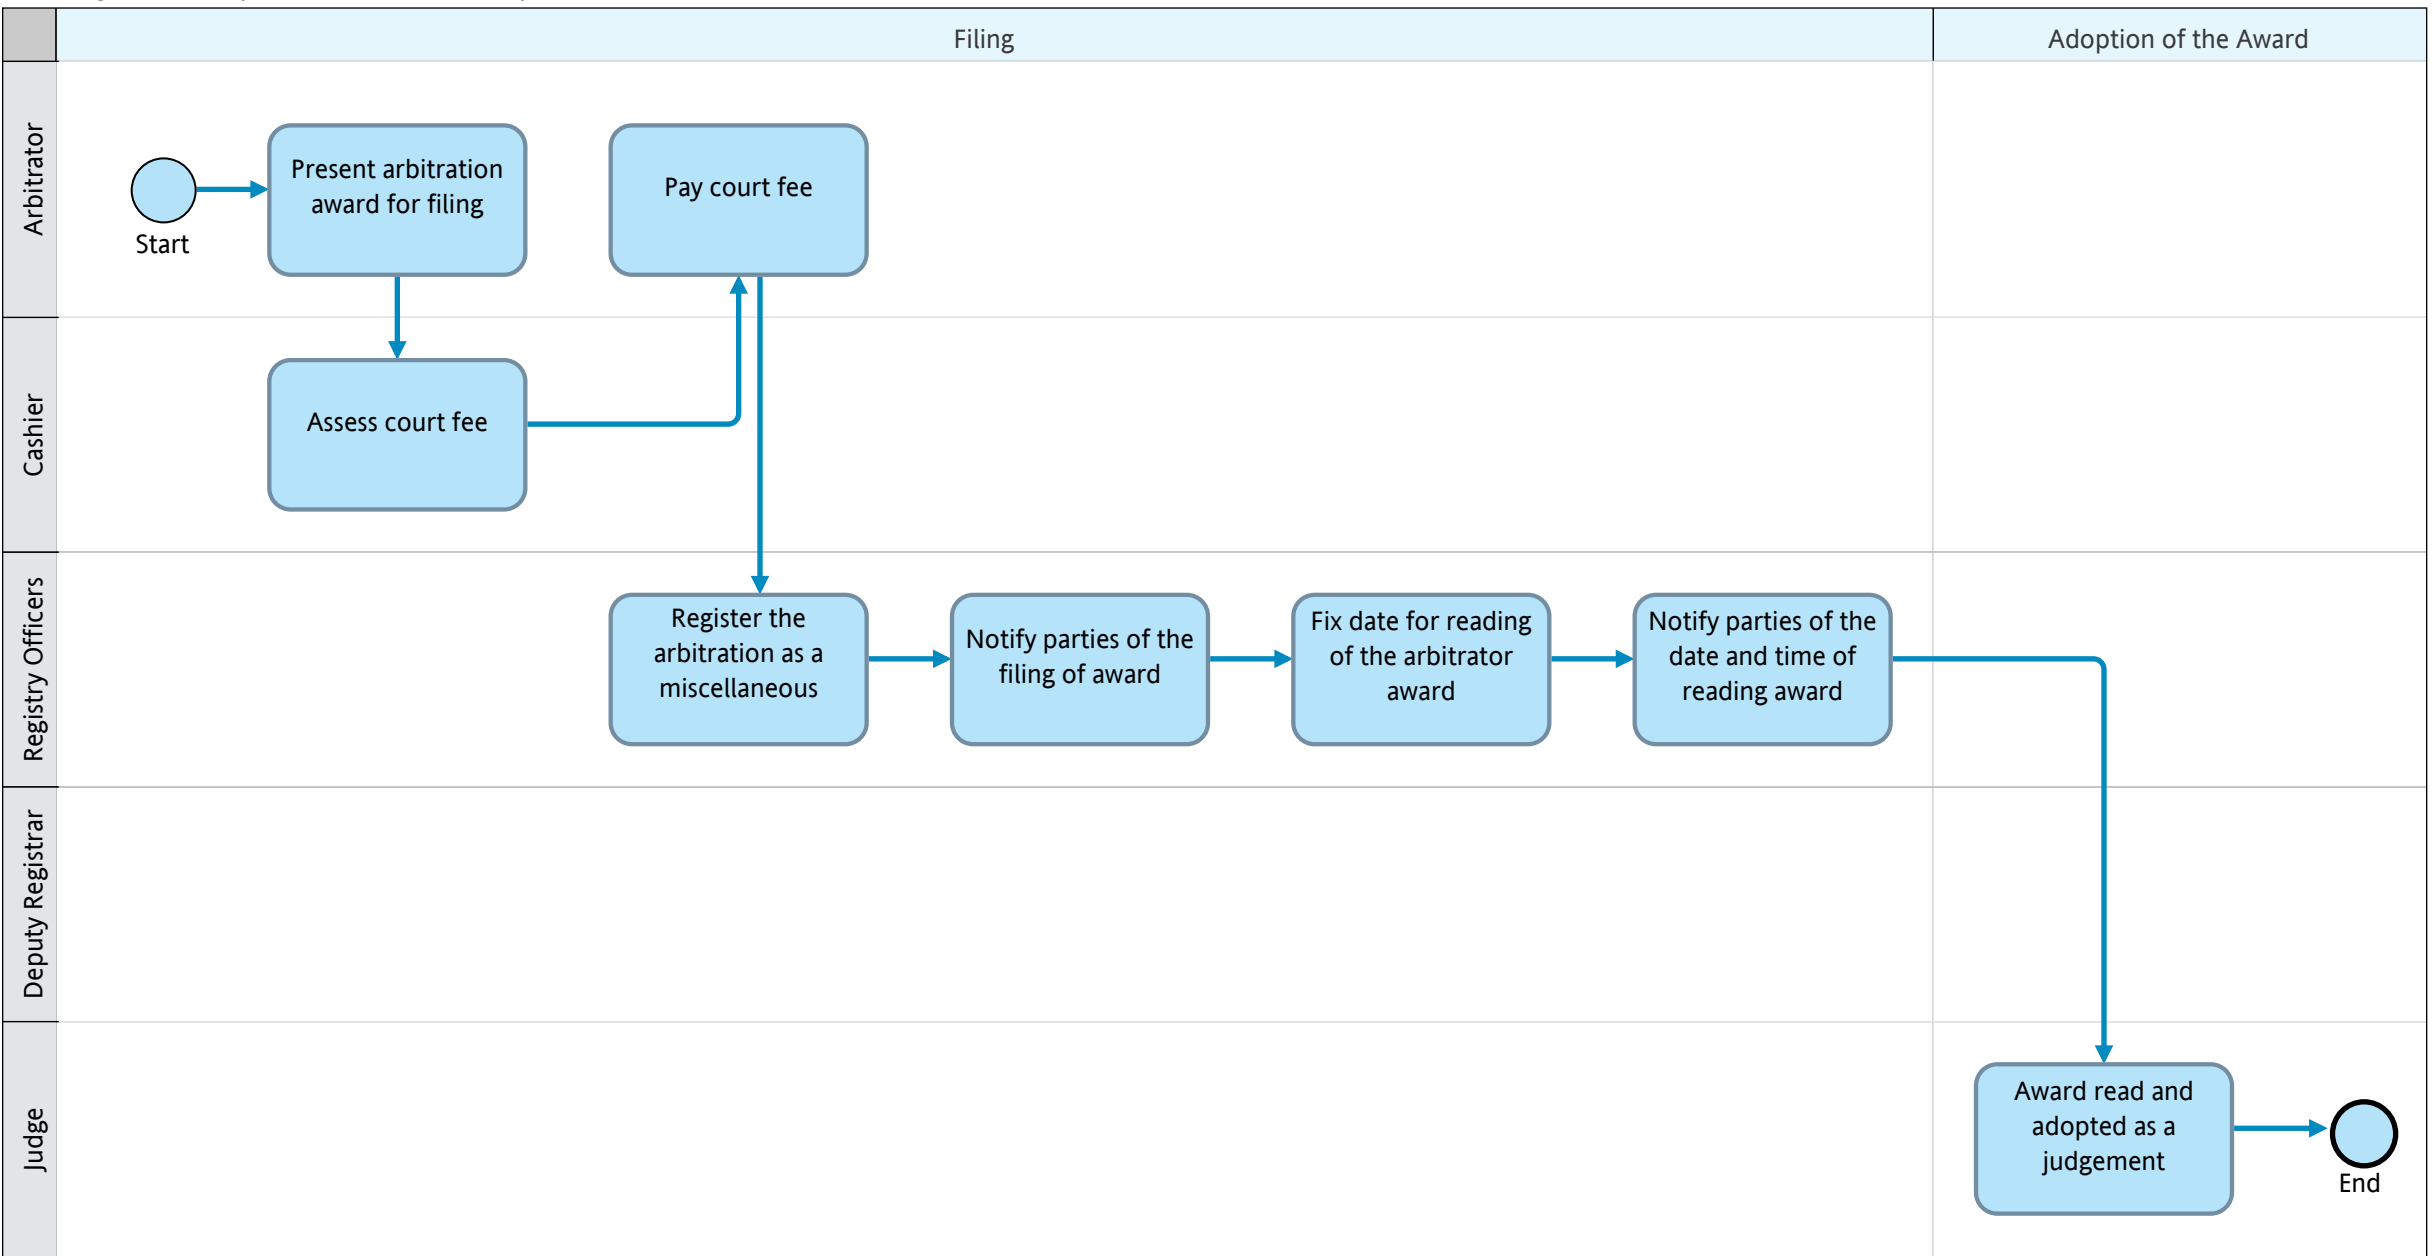 Filing
Adoption of the Award
Arbitrator
Start
Present arbitration
award for filing
Pay court fee
Cashier
Assess court fee
Registry Officers
Register the
arbitration as a
miscellaneous
Notify parties of the
filing of award
Fix date for reading
of the arbitrator
award
Notify parties of the
date and time of
reading award
Deputy Registrar
Judge
Award read and
adopted as a
judgement
End